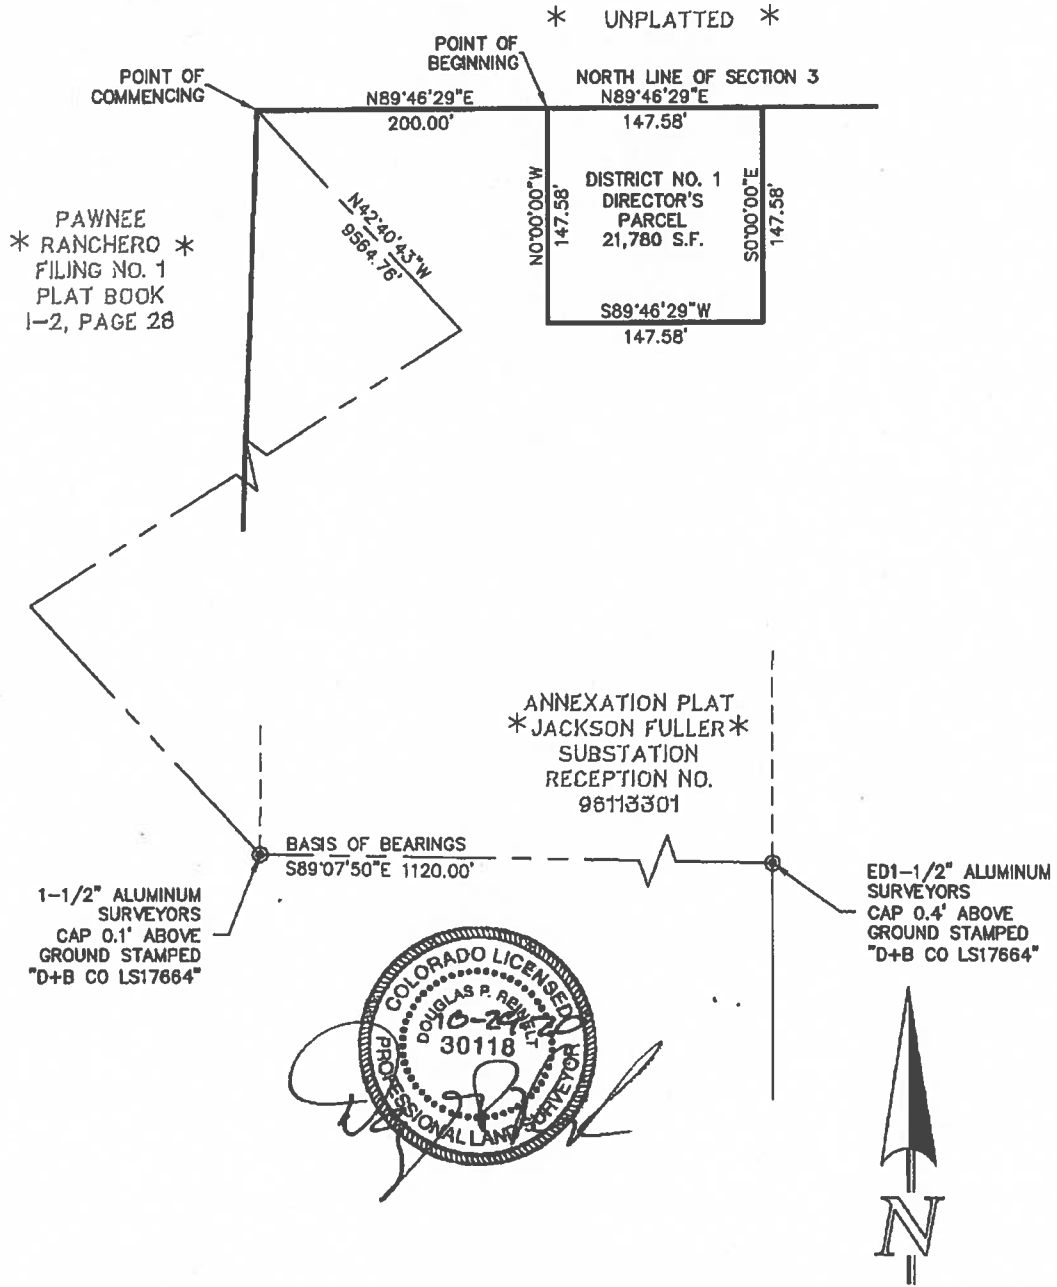 * UNPLATTED *
POINT OF
BEGINNING
POINT OF
COMMENCING
NORTH LINE OF SECTION 3
N89°46'29"E
200.00'
N89°46'29"E
147.58'
N0°00'00"W
147.58'
DISTRICT NO. 1
DIRECTOR'S
PARCEL
21,780 S.F.
S0°00'00"E
147.58'
S89°46'29"W
147.58'
N42°40'43"W
9564.76'
PAWNEE
* RANCHERO *
FILING NO. 1
PLAT BOOK
I-2, PAGE 28
ANNEXATION PLAT
*JACKSON FULLER*
SUBSTATION
RECEPTION NO.
98113301
BASIS OF BEARINGS
S89°07'50"E 1120.00'
1-1/2" ALUMINUM
SURVEYORS
CAP 0.1' ABOVE
GROUND STAMPED
"D+B CO LS17664"
ED1-1/2" ALUMINUM
SURVEYORS
CAP 0.4' ABOVE
GROUND STAMPED
"D+B CO LS17664"
COLORADO LICENSED
DOUGLAS P. REINELT
30118
PROFESSIONAL LAND SURVEYOR
N